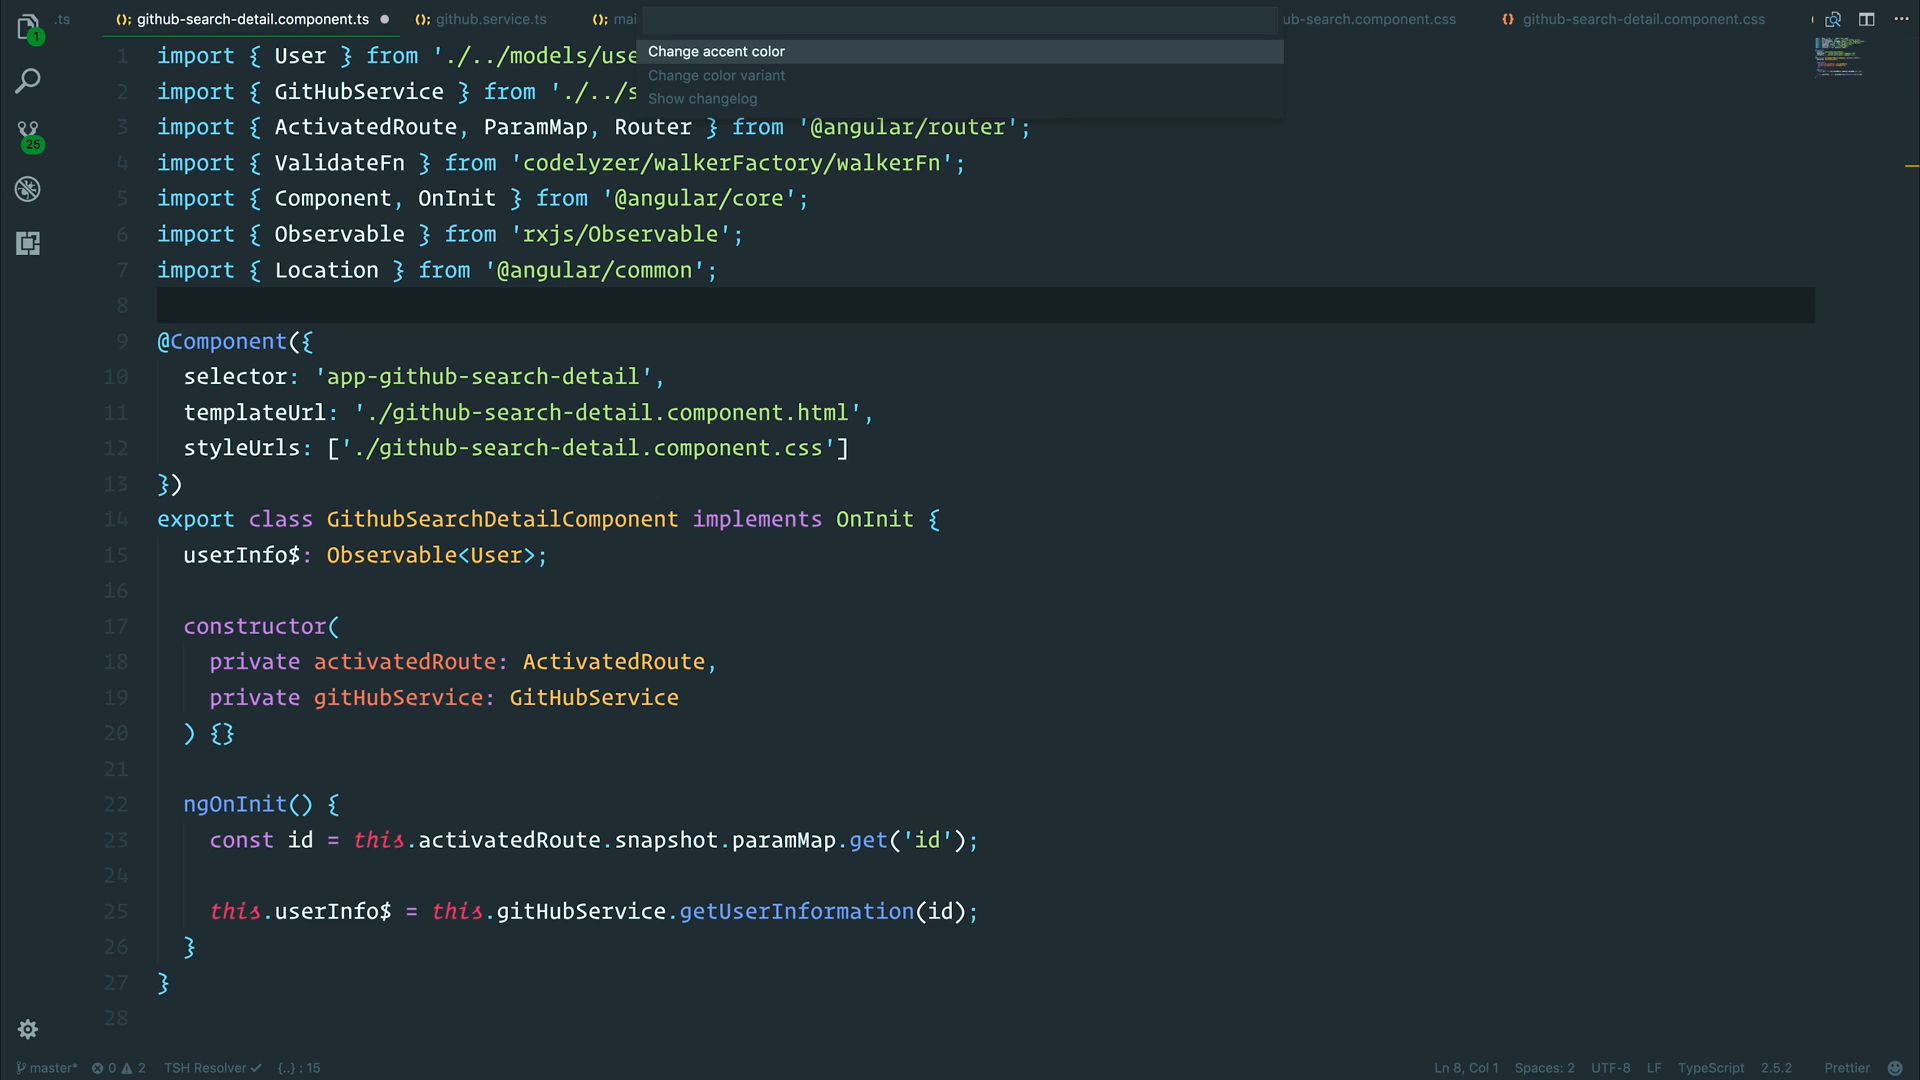 .ts
github-search-detail.component.ts
github.service.ts
mai
ub-search.component.css
github-search-detail.component.css
Change accent color
Change color variant
Show changelog
1 import { User } from './../models/use
2 import { GitHubService } from './../s
3 import { ActivatedRoute, ParamMap, Router } from '@angular/router';
4 import { ValidateFn } from 'codelyzer/walkerFactory/walkerFn';
5 import { Component, OnInit } from '@angular/core';
6 import { Observable } from 'rxjs/Observable';
7 import { Location } from '@angular/common';
8
9 @Component({
10 selector: 'app-github-search-detail',
11 templateUrl: './github-search-detail.component.html',
12 styleUrls: ['./github-search-detail.component.css']
13 })
14 export class GithubSearchDetailComponent implements OnInit {
15 userInfo$: Observable<User>;
16
17 constructor(
18 private activatedRoute: ActivatedRoute,
19 private gitHubService: GitHubService
20 ) {}
21
22 ngOnInit() {
23 const id = this.activatedRoute.snapshot.paramMap.get('id');
24
25 this.userInfo$ = this.gitHubService.getUserInformation(id);
26 }
27 }
28
1
25
master* 0 2 TSH Resolver ✓ {..} : 15 Ln 8, Col 1 Spaces: 2 UTF-8 LF TypeScript 2.5.2 Prettier